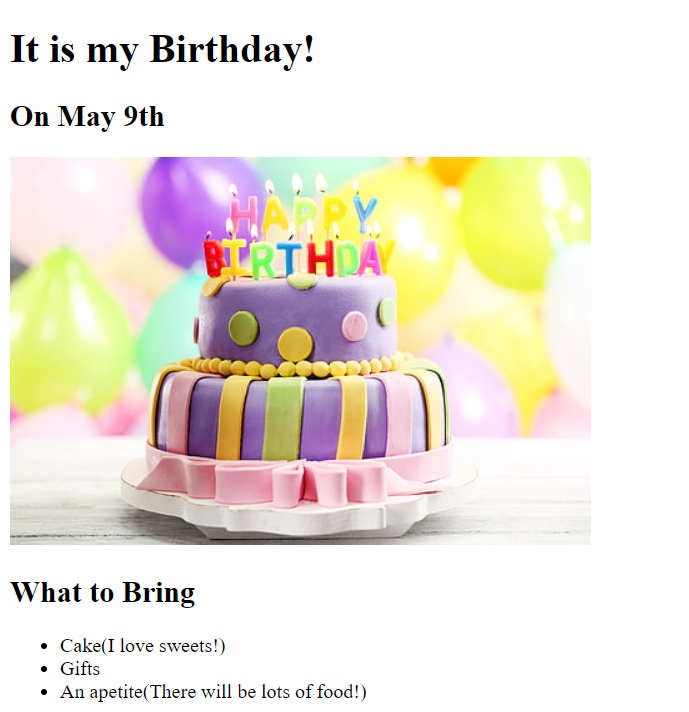 It is my Birthday!
On May 9th
HAPPY
BIRTHDAY
What to Bring
Cake(I love sweets!)
Gifts
An apetite(There will be lots of food!)